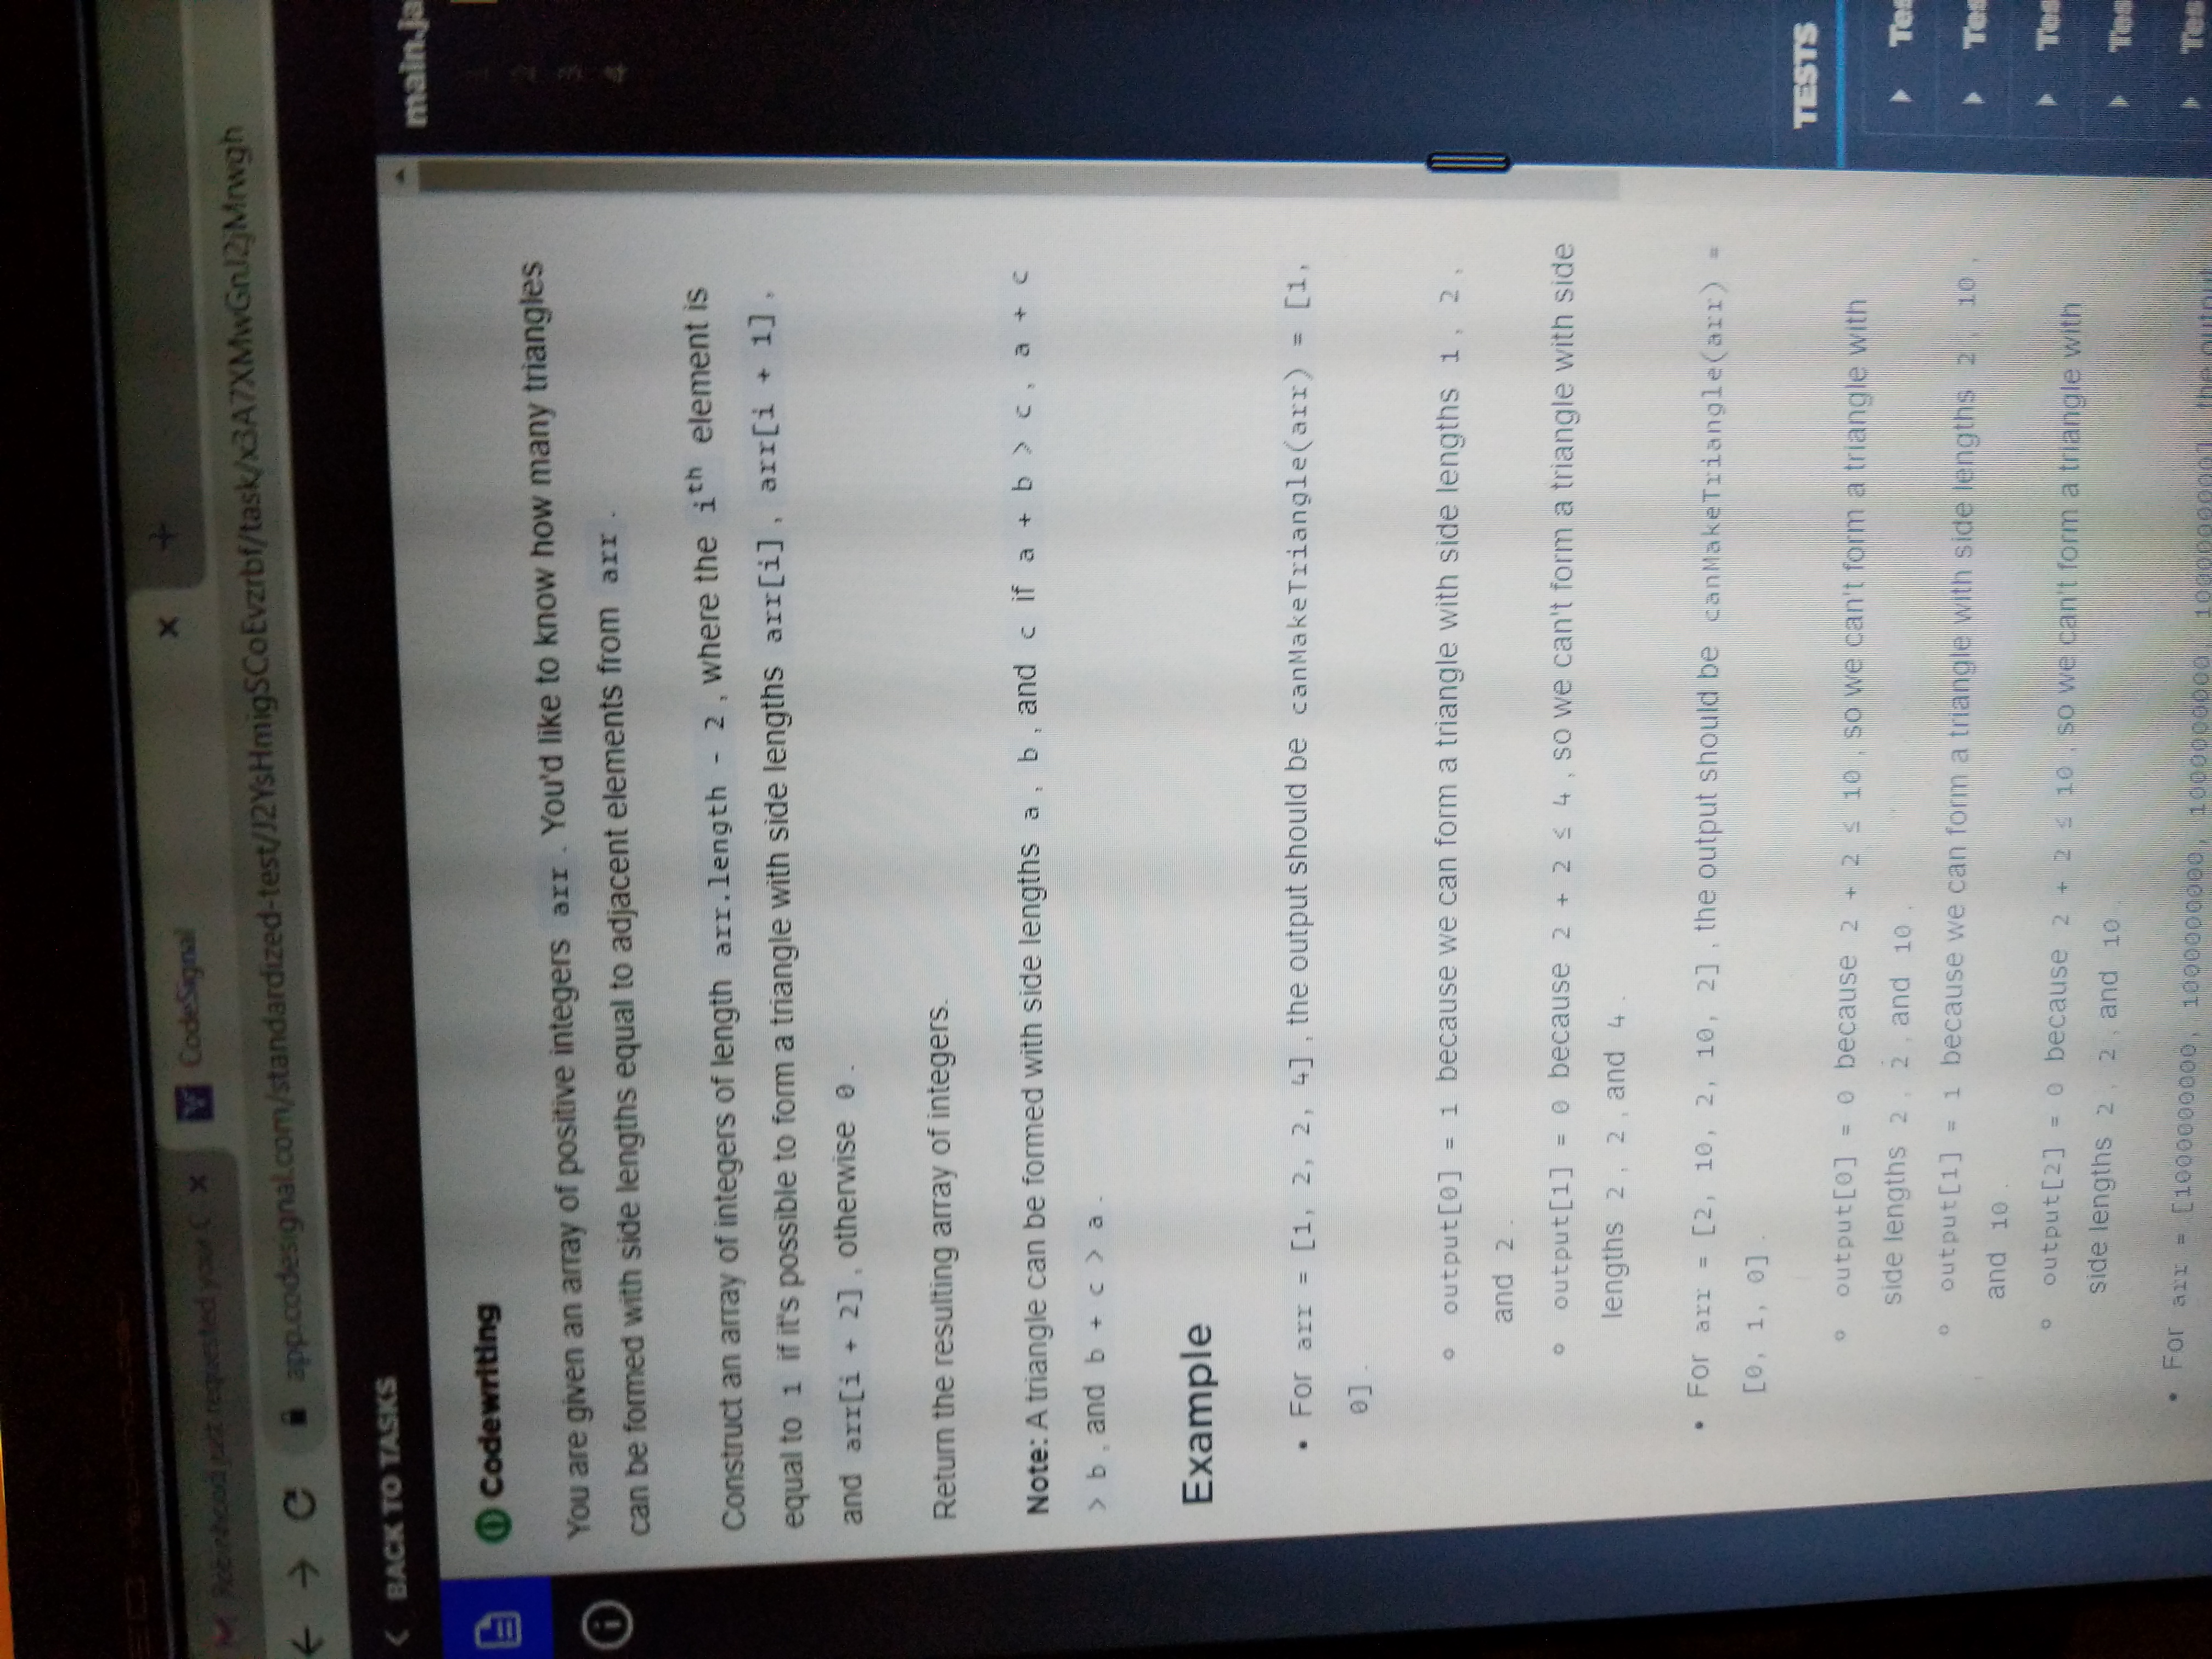 Robinhood just requested your C
CodeSignal
app.codesignal.com/standardized-test/J2YsHmigSCoEvzrbf/task/x3A7XMwGnJ2jMrwgh
BACK TO TASKS
main.ja
1
2
3
4
Codewriting
You are given an array of positive integers arr . You'd like to know how many triangles
can be formed with side lengths equal to adjacent elements from arr .
Construct an array of integers of length arr.length - 2 , where the ith element is
equal to 1 if it's possible to form a triangle with side lengths arr[i] , arr[i + 1] ,
and arr[i + 2] , otherwise 0 .
Return the resulting array of integers.
Note: A triangle can be formed with side lengths a , b , and c if a + b > c , a + c
> b , and b + c > a .
Example
• For arr = [1, 2, 2, 4] , the output should be canMakeTriangle(arr) = [1,
0] .
○ output[0] = 1 because we can form a triangle with side lengths 1 , 2 ,
and 2 .
○ output[1] = 0 because 2 + 2 ≤ 4 , so we can't form a triangle with side
lengths 2 , 2 , and 4 .
• For arr = [2, 10, 2, 10, 2] , the output should be canMakeTriangle(arr) =
[0, 1, 0] .
○ output[0] = 0 because 2 + 2 ≤ 10 , so we can't form a triangle with
side lengths 2 , 2 , and 10 .
○ output[1] = 1 because we can form a triangle with side lengths 2 , 10 ,
and 10 .
○ output[2] = 0 because 2 + 2 ≤ 10 , so we can't form a triangle with
side lengths 2 , 2 , and 10 .
• For arr = [1000000000, 1000000000, 1000000000, 1000000000] , the output
TESTS
Tes
Tes
Tes
Tes
Tes